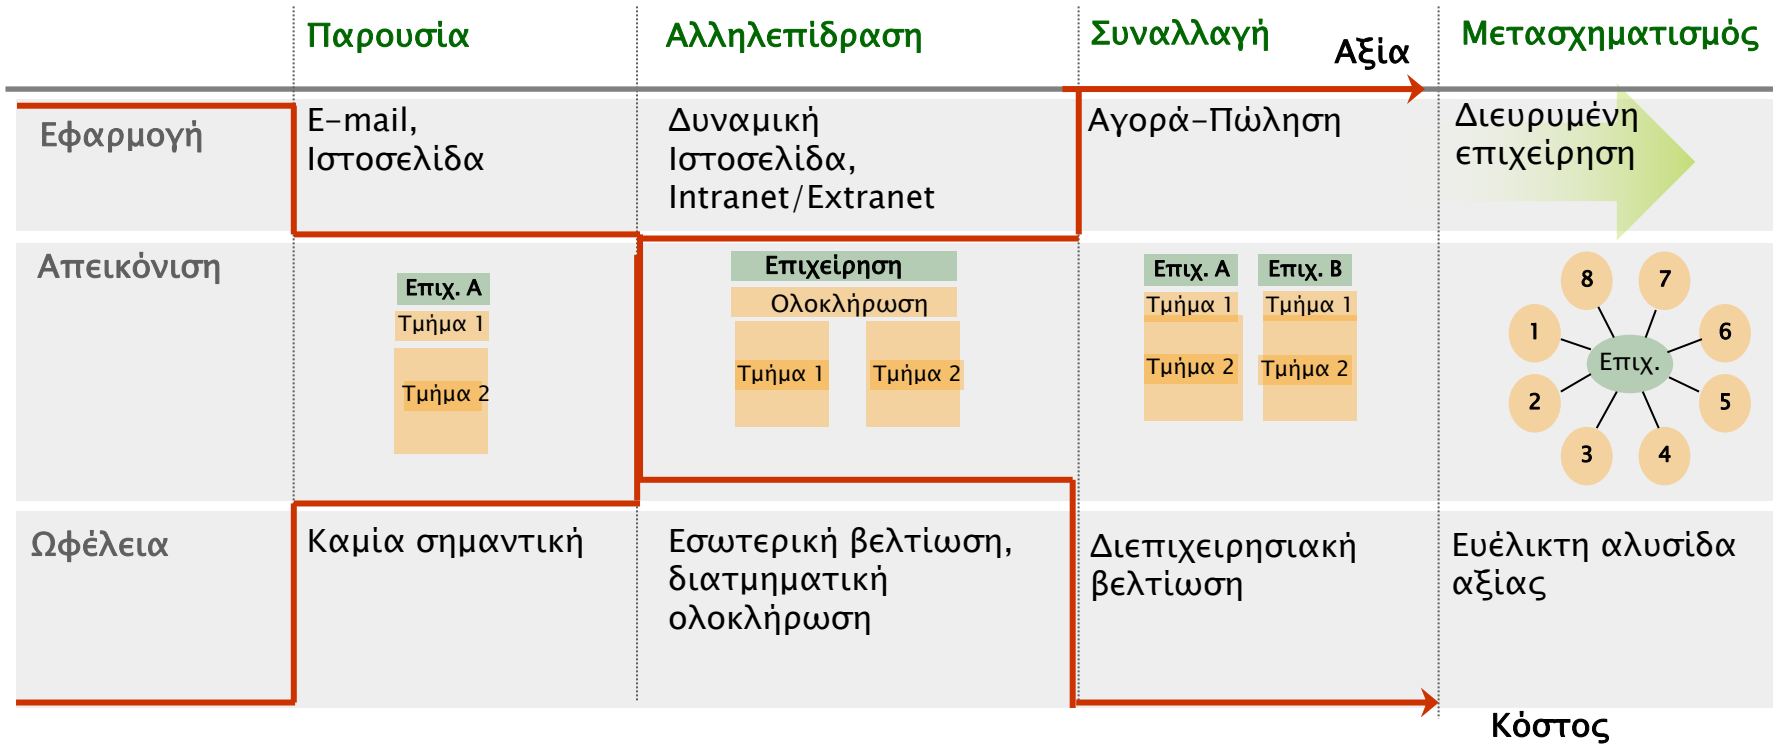 Παρουσία
Αλληλεπίδραση
Συναλλαγή
Μετασχηματισμός
Αξία
Εφαρμογή
E-mail,
Ιστοσελίδα
Δυναμική
Ιστοσελίδα,
Intranet/Extranet
Αγορά-Πώληση
Διευρυμένη
επιχείρηση
Απεικόνιση
Επιχ. Α
Τμήμα 1
Τμήμα 2
Επιχείρηση
Ολοκλήρωση
Τμήμα 1
Τμήμα 2
Επιχ. Α
Τμήμα 1
Τμήμα 2
Επιχ. Β
Τμήμα 1
Τμήμα 2
8
7
1
6
Επιχ.
2
5
3
4
Ωφέλεια
Καμία σημαντική
Εσωτερική βελτίωση,
διατμηματική
ολοκλήρωση
Διεπιχειρησιακή
βελτίωση
Ευέλικτη αλυσίδα
αξίας
Κόστος